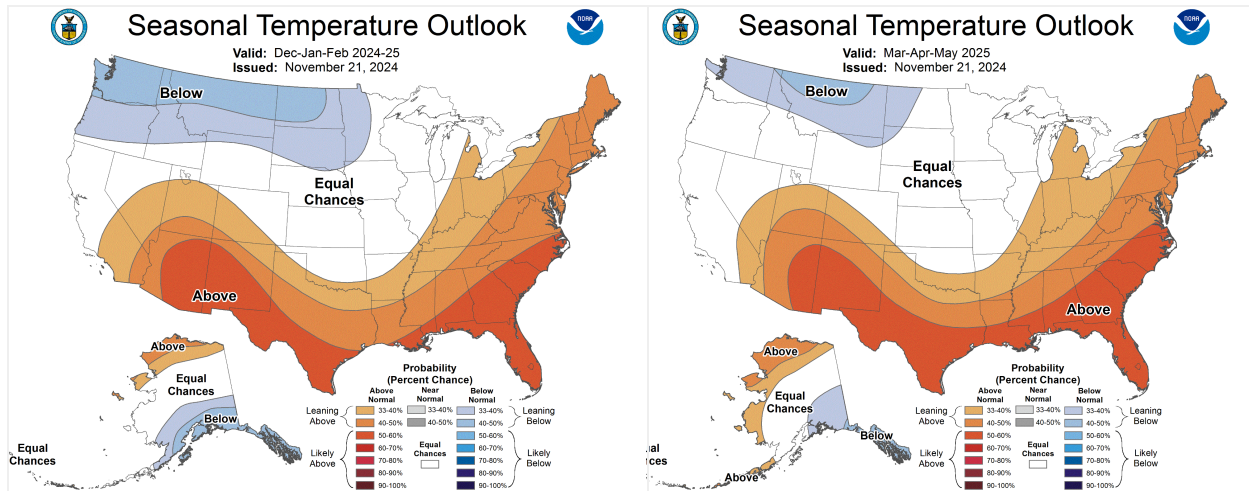 Seasonal Temperature Outlook
NOAA
Valid: Dec-Jan-Feb 2024-25
Issued: November 21, 2024
Below
Equal
Chances
Above
Above
Equal
Chances
Below
Equal
Chances
Probability
(Percent Chance)
Above
Normal
Near
Normal
Below
Normal
Leaning
Above
33-40% 33-40% 33-40%
40-50% 40-50% 40-50%
Leaning
Below
Likely
Above
50-60% 50-60%
60-70% 60-70%
70-80% 70-80%
80-90% 80-90%
90-100% 90-100%
Equal
Chances
Likely
Below
Seasonal Temperature Outlook
NOAA
Valid: Mar-Apr-May 2025
Issued: November 21, 2024
Below
Equal
Chances
Above
Above
Equal
Chances
Below
Above
ual
ces
Probability
(Percent Chance)
Above
Normal
Near
Normal
Below
Normal
Leaning
Above
33-40% 33-40% 33-40%
40-50% 40-50% 40-50%
Leaning
Below
Likely
Above
50-60% 50-60%
60-70% 60-70%
70-80% 70-80%
80-90% 80-90%
90-100% 90-100%
Equal
Chances
Likely
Below